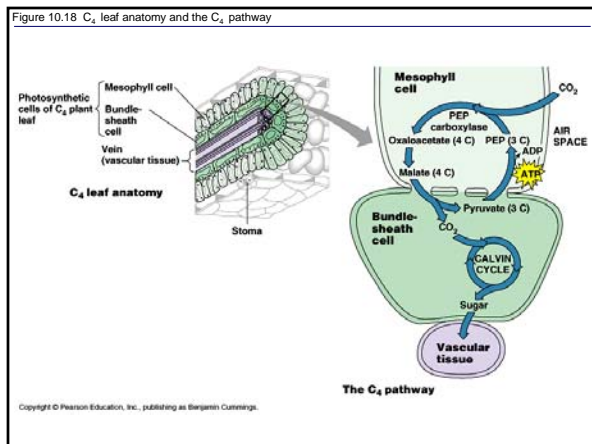 Figure 10.18 C4 leaf anatomy and the C4 pathway
Photosynthetic
cells of C4 plant
leaf
Mesophyll cell
Bundle-
sheath
cell
Vein
(vascular tissue)
C4 leaf anatomy
Stoma
Mesophyll
cell
CO2
PEP
carboxylase
Oxaloacetate (4 C)
PEP (3 C)
AIR
SPACE
ADP
Malate (4 C)
ATP
Pyruvate (3 C)
Bundle-
sheath
cell
CO2
CALVIN
CYCLE
Sugar
Vascular
tissue
The C4 pathway
Copyright © Pearson Education, Inc., publishing as Benjamin Cummings.